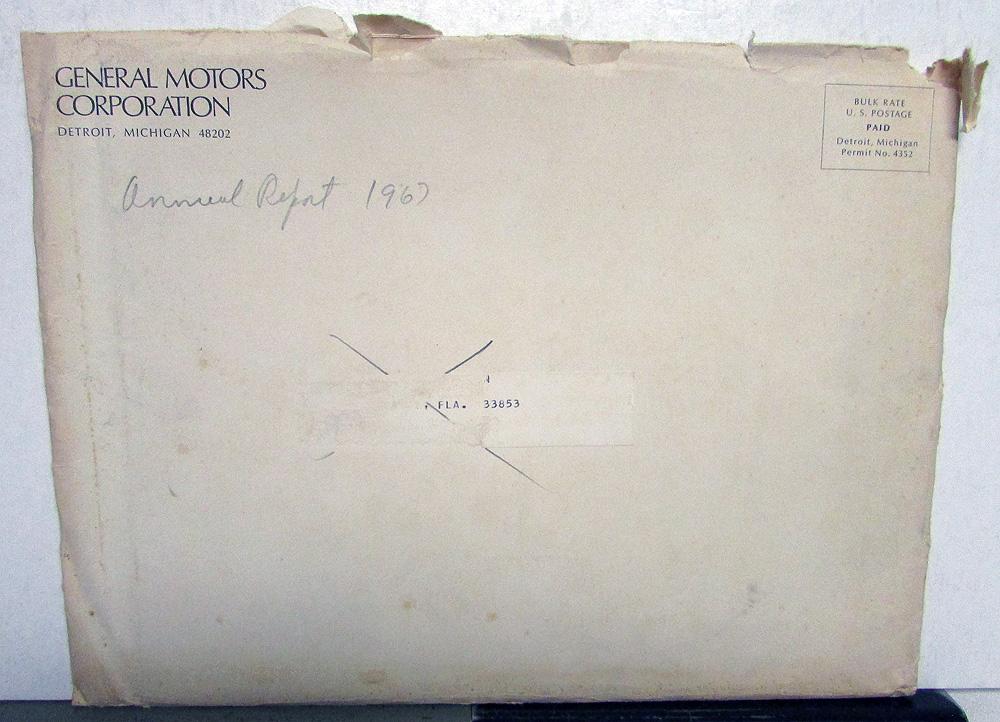 GENERAL MOTORS
CORPORATION
DETROIT, MICHIGAN 48202
BULK RATE
U. S. POSTAGE
PAID
Detroit, Michigan
Permit No. 4352
Annual Report 1967
, FLA. 33853